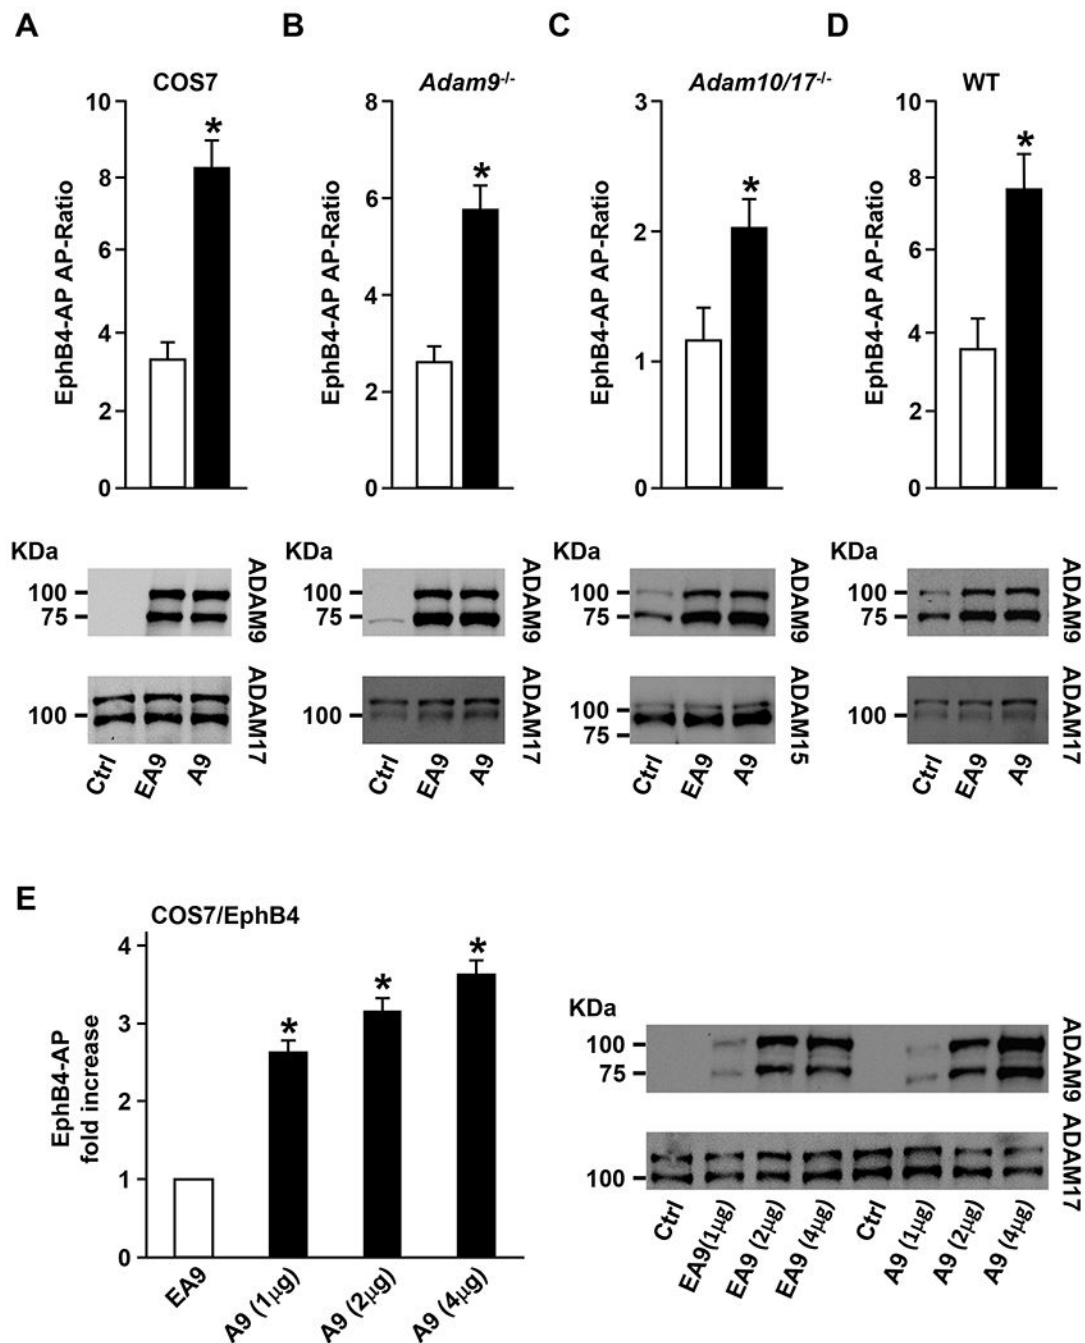 A
B
C
D
COS7
Adam9-/-
Adam10/17-/-
WT
EphB4-AP AP-Ratio
10
8
6
4
2
0
*
EphB4-AP AP-Ratio
8
6
4
2
0
*
EphB4-AP AP-Ratio
3
2
1
0
*
EphB4-AP AP-Ratio
10
8
6
4
2
0
*
KDa
100
75
ADAM9
100
ADAM17
Ctrl
EA9
A9
KDa
100
75
ADAM9
100
ADAM17
Ctrl
EA9
A9
KDa
100
75
ADAM9
100
75
ADAM15
Ctrl
EA9
A9
KDa
100
75
ADAM9
100
ADAM17
Ctrl
EA9
A9
E
COS7/EphB4
EphB4-AP
fold increase
4
3
2
1
0
*
*
*
EA9
A9 (1µg)
A9 (2µg)
A9 (4µg)
KDa
100
75
ADAM9
100
ADAM17
Ctrl
EA9(1µg)
EA9 (2µg)
EA9 (4µg)
Ctrl
A9 (1µg)
A9 (2µg)
A9 (4µg)